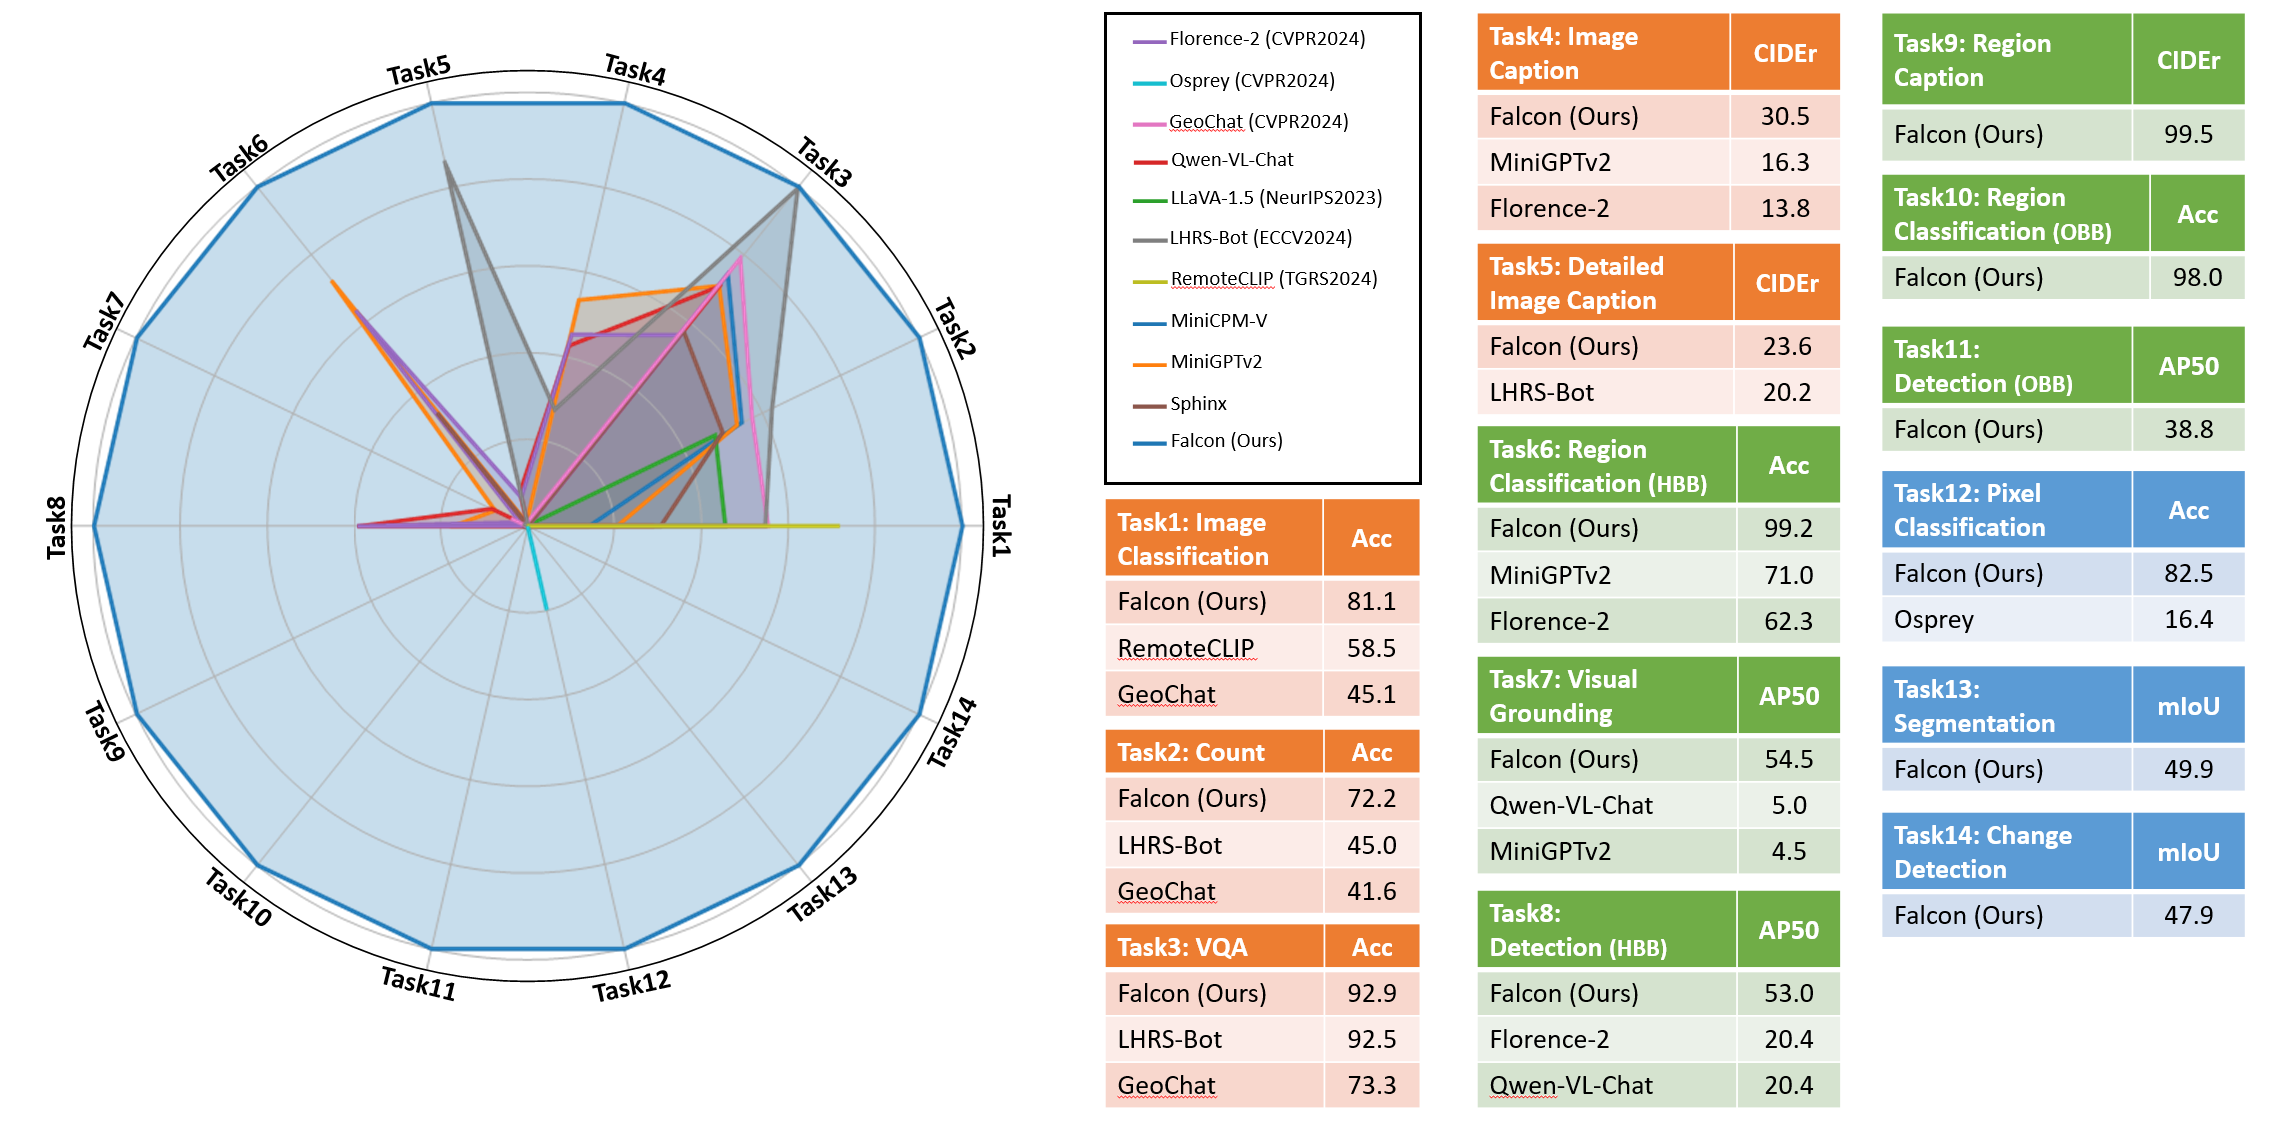 Task5
Task4
Task6
Task3
Task7
Task2
Task8
Task1
Task9
Task14
Task10
Task13
Task11
Task12
Florence-2 (CVPR2024)
Osprey (CVPR2024)
GeoChat (CVPR2024)
Qwen-VL-Chat
LLaVA-1.5 (NeurIPS2023)
LHRS-Bot (ECCV2024)
RemoteCLIP (TGRS2024)
MiniCPM-V
MiniGPTv2
Sphinx
Falcon (Ours)
Task1: Image
Classification Acc
Falcon (Ours) 81.1
RemoteCLIP 58.5
GeoChat 45.1
Task2: Count Acc
Falcon (Ours) 72.2
LHRS-Bot 45.0
GeoChat 41.6
Task3: VQA Acc
Falcon (Ours) 92.9
LHRS-Bot 92.5
GeoChat 73.3
Task4: Image
Caption CIDEr
Falcon (Ours) 30.5
MiniGPTv2 16.3
Florence-2 13.8
Task5: Detailed
Image Caption CIDEr
Falcon (Ours) 23.6
LHRS-Bot 20.2
Task6: Region
Classification (HBB) Acc
Falcon (Ours) 99.2
MiniGPTv2 71.0
Florence-2 62.3
Task7: Visual
Grounding AP50
Falcon (Ours) 54.5
Qwen-VL-Chat 5.0
MiniGPTv2 4.5
Task8:
Detection (HBB) AP50
Falcon (Ours) 53.0
Florence-2 20.4
Qwen-VL-Chat 20.4
Task9: Region
Caption CIDEr
Falcon (Ours) 99.5
Task10: Region
Classification (OBB) Acc
Falcon (Ours) 98.0
Task11:
Detection (OBB) AP50
Falcon (Ours) 38.8
Task12: Pixel
Classification Acc
Falcon (Ours) 82.5
Osprey 16.4
Task13:
Segmentation mIoU
Falcon (Ours) 49.9
Task14: Change
Detection mIoU
Falcon (Ours) 47.9